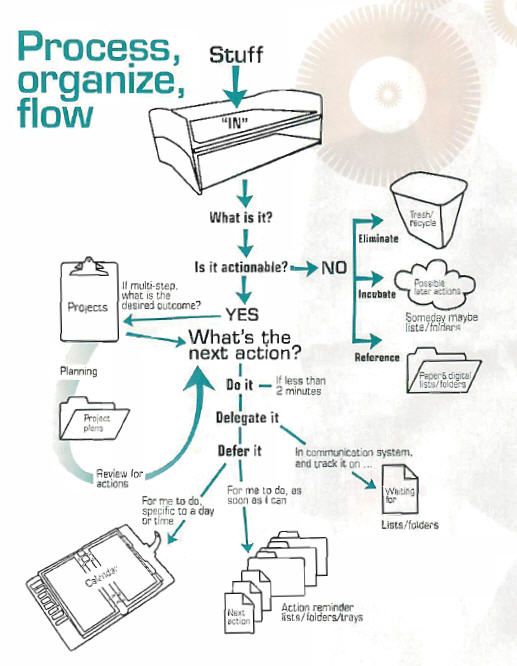 Process,
organize,
flow
Stuff
"IN"
What is it?
Is it actionable?
NO
Eliminate
Trash/
recycle
Incubate
Possible
later actions
Someday maybe
lists/folders
Reference
Paper & digital
lists/folders
YES
If multi-step,
what is the
desired outcome?
Projects
What's the
next action?
Planning
Project
plans
Review for
actions
Do it
If less than
2 minutes
Delegate it
In communication system,
and track it on ...
Waiting
for
Lists/folders
Defer it
For me to do,
specific to a day
or time
Calendar
For me to do, as
soon as I can
Next
action
Action reminder
lists/folders/trays